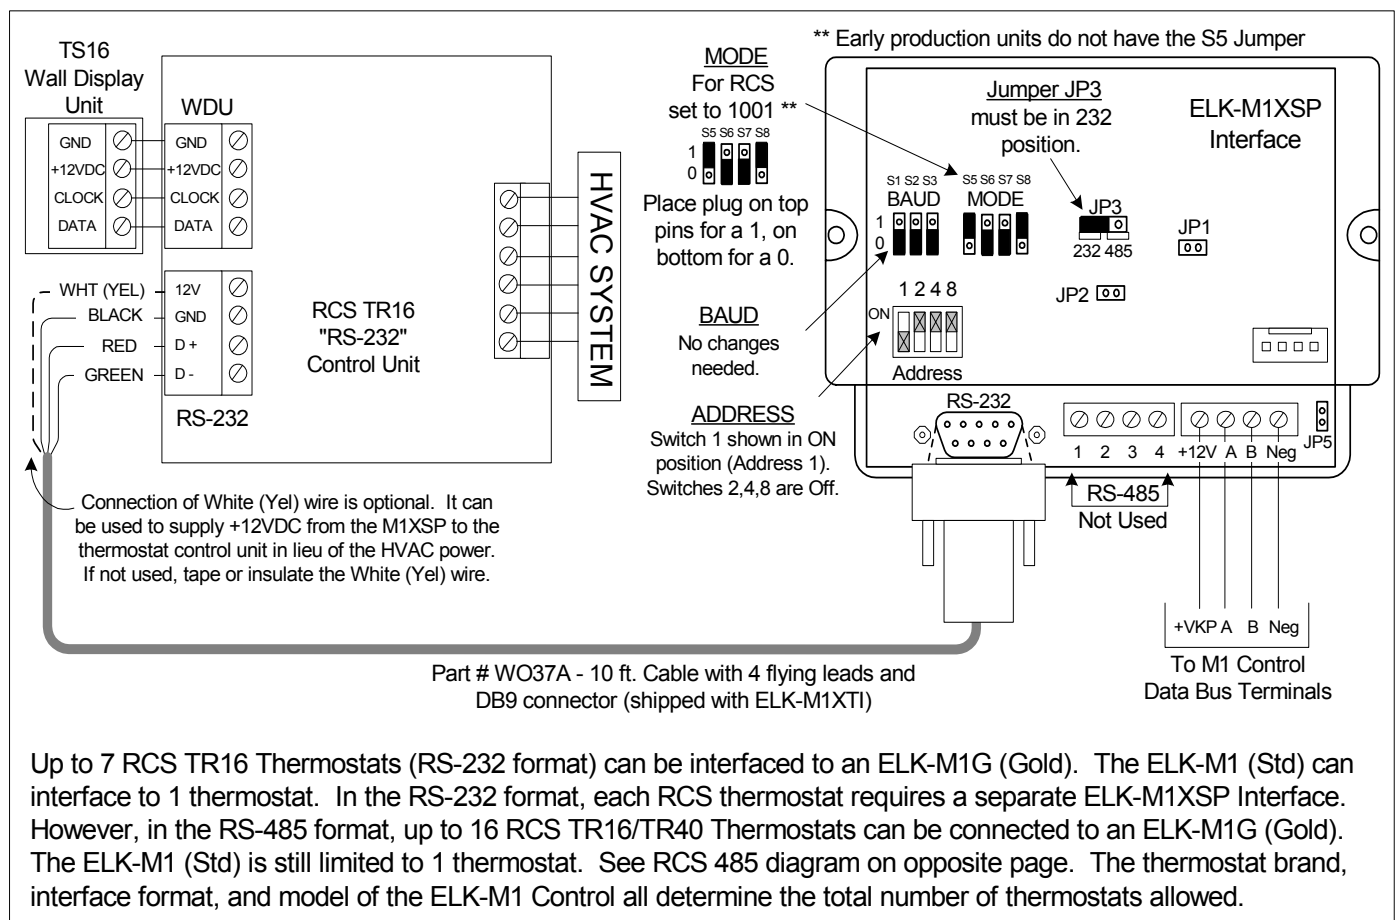 ** Early production units do not have the S5 Jumper
TS16
Wall Display
Unit
GND
+12VDC
CLOCK
DATA
WDU
GND
+12VDC
CLOCK
DATA
WHT (YEL)
BLACK
RED
GREEN
12V
GND
D +
D -
RS-232
RCS TR16
"RS-232"
Control Unit
HVAC SYSTEM
Connection of White (Yel) wire is optional. It can
be used to supply +12VDC from the M1XSP to the
thermostat control unit in lieu of the HVAC power.
If not used, tape or insulate the White (Yel) wire.
MODE
For RCS
set to 1001 **
S5 S6 S7 S8
1
0
Place plug on top
pins for a 1, on
bottom for a 0.
BAUD
No changes
needed.
ADDRESS
Switch 1 shown in ON
position (Address 1).
Switches 2,4,8 are Off.
Jumper JP3
must be in 232
position.
ELK-M1XSP
Interface
S1 S2 S3
BAUD
1
0
S5 S6 S7 S8
MODE
JP3
232 485
JP1
JP2
1 2 4 8
ON
Address
RS-232
1 2 3 4
+12V A B Neg
JP5
RS-485
Not Used
+VKP A B Neg
To M1 Control
Data Bus Terminals
Part # WO37A - 10 ft. Cable with 4 flying leads and
DB9 connector (shipped with ELK-M1XTI)
Up to 7 RCS TR16 Thermostats (RS-232 format) can be interfaced to an ELK-M1G (Gold). The ELK-M1 (Std) can
interface to 1 thermostat. In the RS-232 format, each RCS thermostat requires a separate ELK-M1XSP Interface.
However, in the RS-485 format, up to 16 RCS TR16/TR40 Thermostats can be connected to an ELK-M1G (Gold).
The ELK-M1 (Std) is still limited to 1 thermostat. See RCS 485 diagram on opposite page. The thermostat brand,
interface format, and model of the ELK-M1 Control all determine the total number of thermostats allowed.